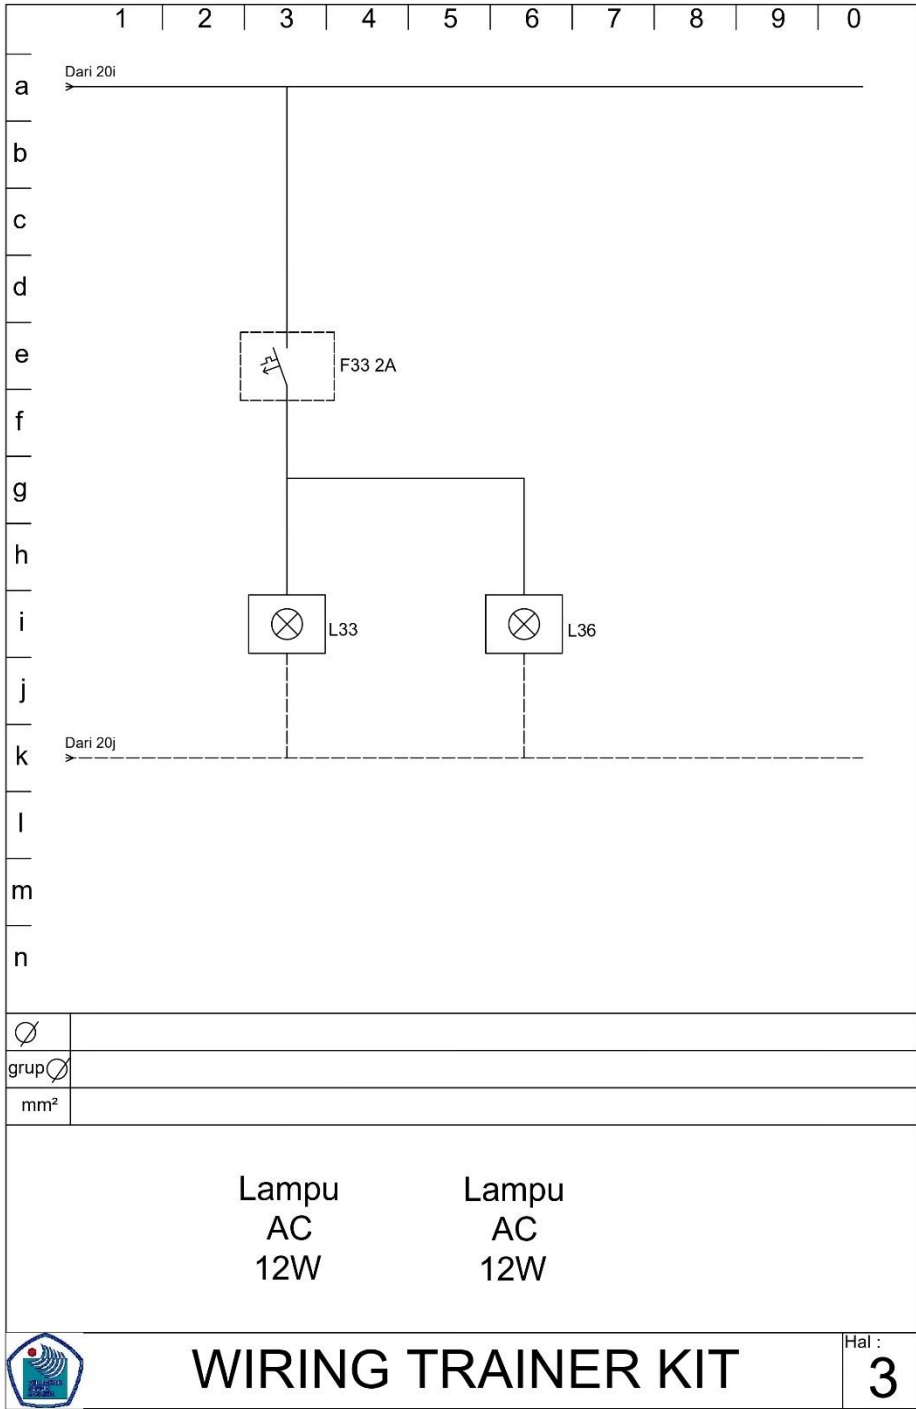 1 2 3 4 5 6 7 8 9 0
Dari 20i
a
b
c
d
e
F33 2A
f
g
h
i
L33 L36
j
Dari 20j
k
l
m
n
grup
mm²
Lampu Lampu
AC AC
12W 12W
WIRING TRAINER KIT
Hal :
3